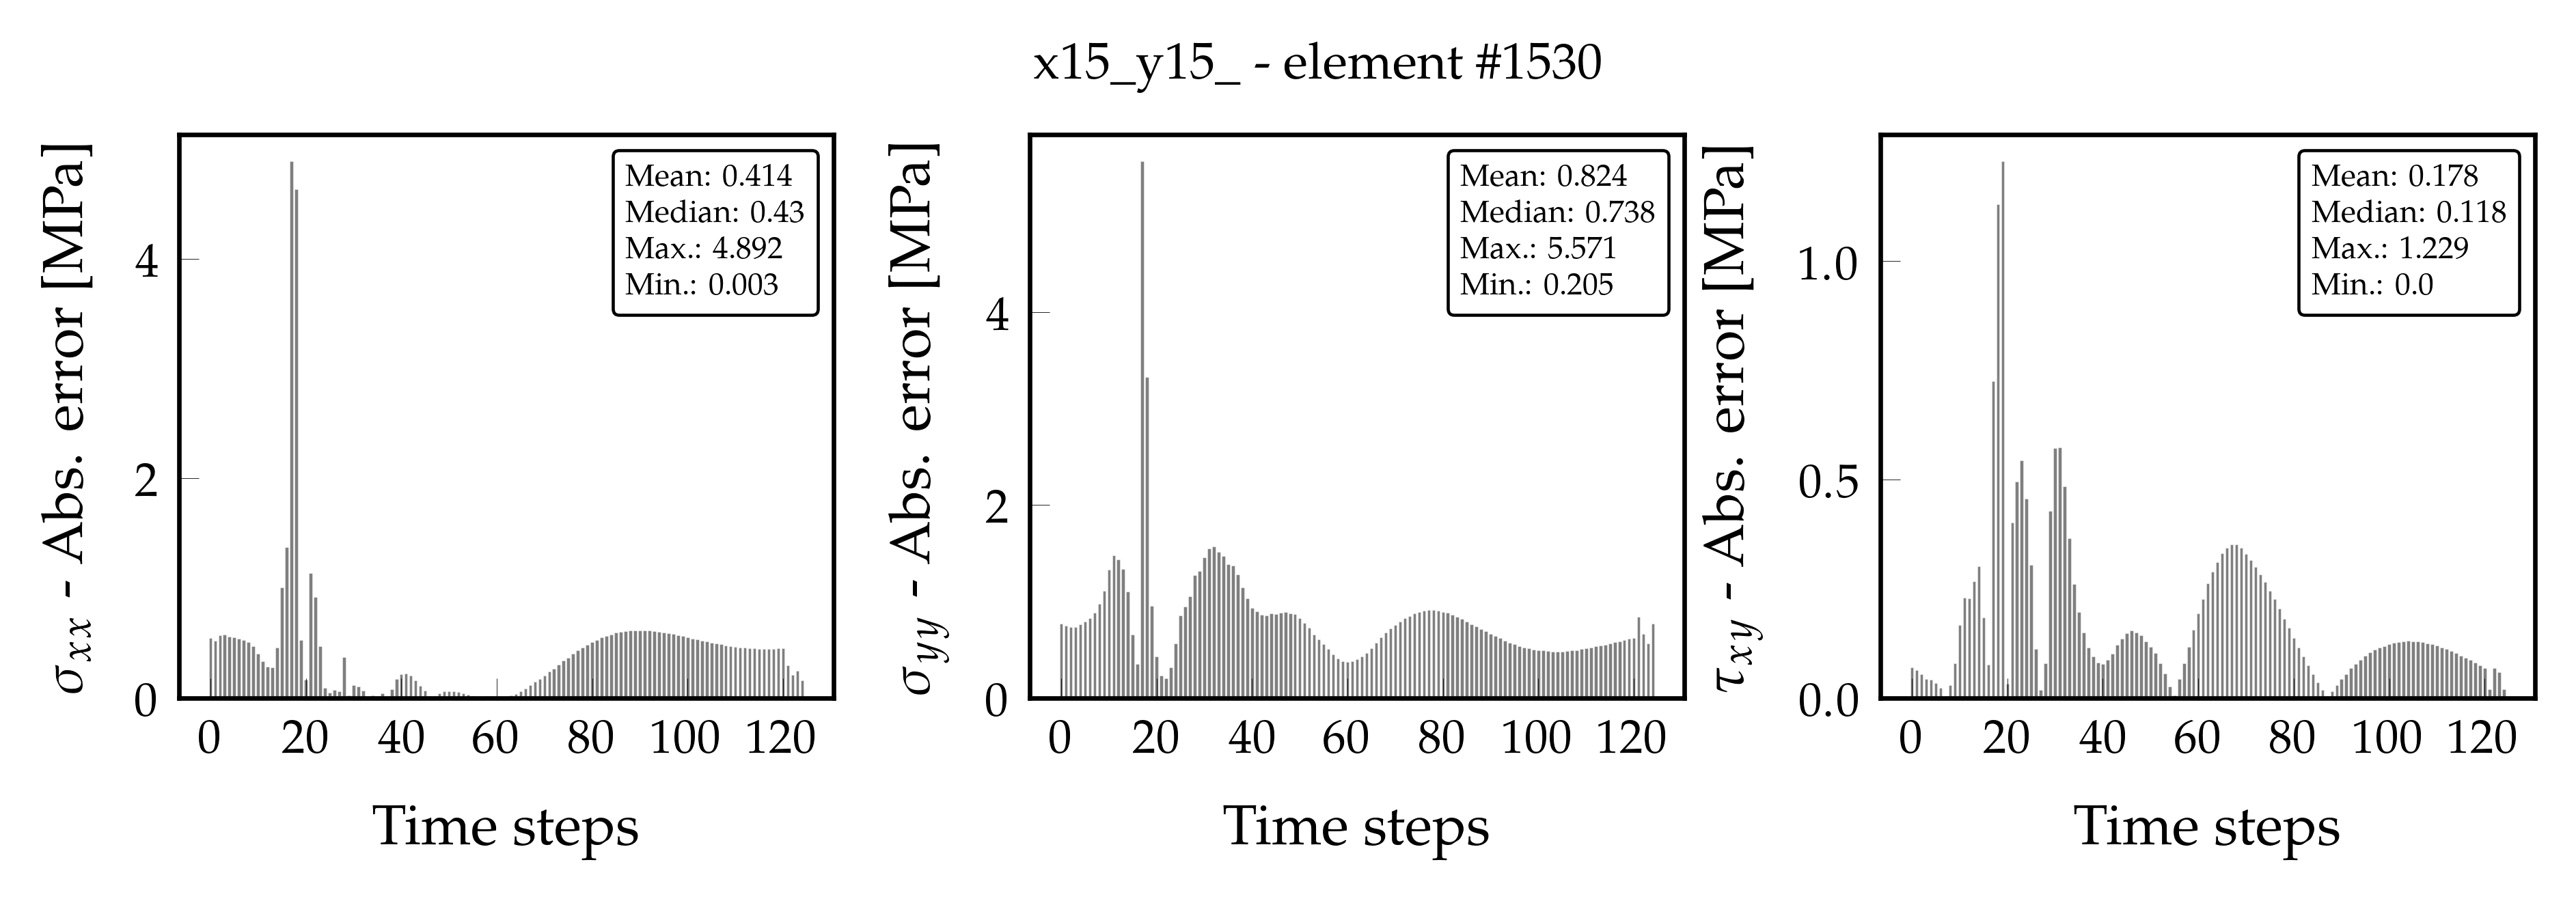 x15_y15_ - element #1530
σxx - Abs. error [MPa]
4
2
0
Mean: 0.414
Median: 0.43
Max.: 4.892
Min.: 0.003
0 20 40 60 80 100 120
Time steps
σyy - Abs. error [MPa]
4
2
0
Mean: 0.824
Median: 0.738
Max.: 5.571
Min.: 0.205
0 20 40 60 80 100 120
Time steps
τxy - Abs. error [MPa]
1.0
0.5
0.0
Mean: 0.178
Median: 0.118
Max.: 1.229
Min.: 0.0
0 20 40 60 80 100 120
Time steps